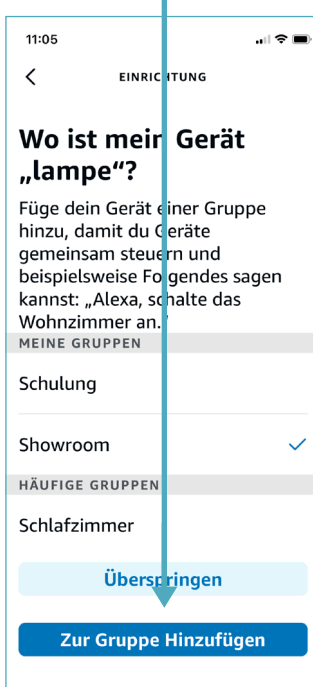 11:05
EINRICHTUNG
Wo ist mein Gerät
„lampe“?
Füge dein Gerät einer Gruppe
hinzu, damit du Geräte
gemeinsam steuern und
beispielsweise Folgendes sagen
kannst: „Alexa, schalte das
Wohnzimmer an.“
MEINE GRUPPEN
Schulung
Showroom
HÄUFIGE GRUPPEN
Schlafzimmer
Überspringen
Zur Gruppe Hinzufügen